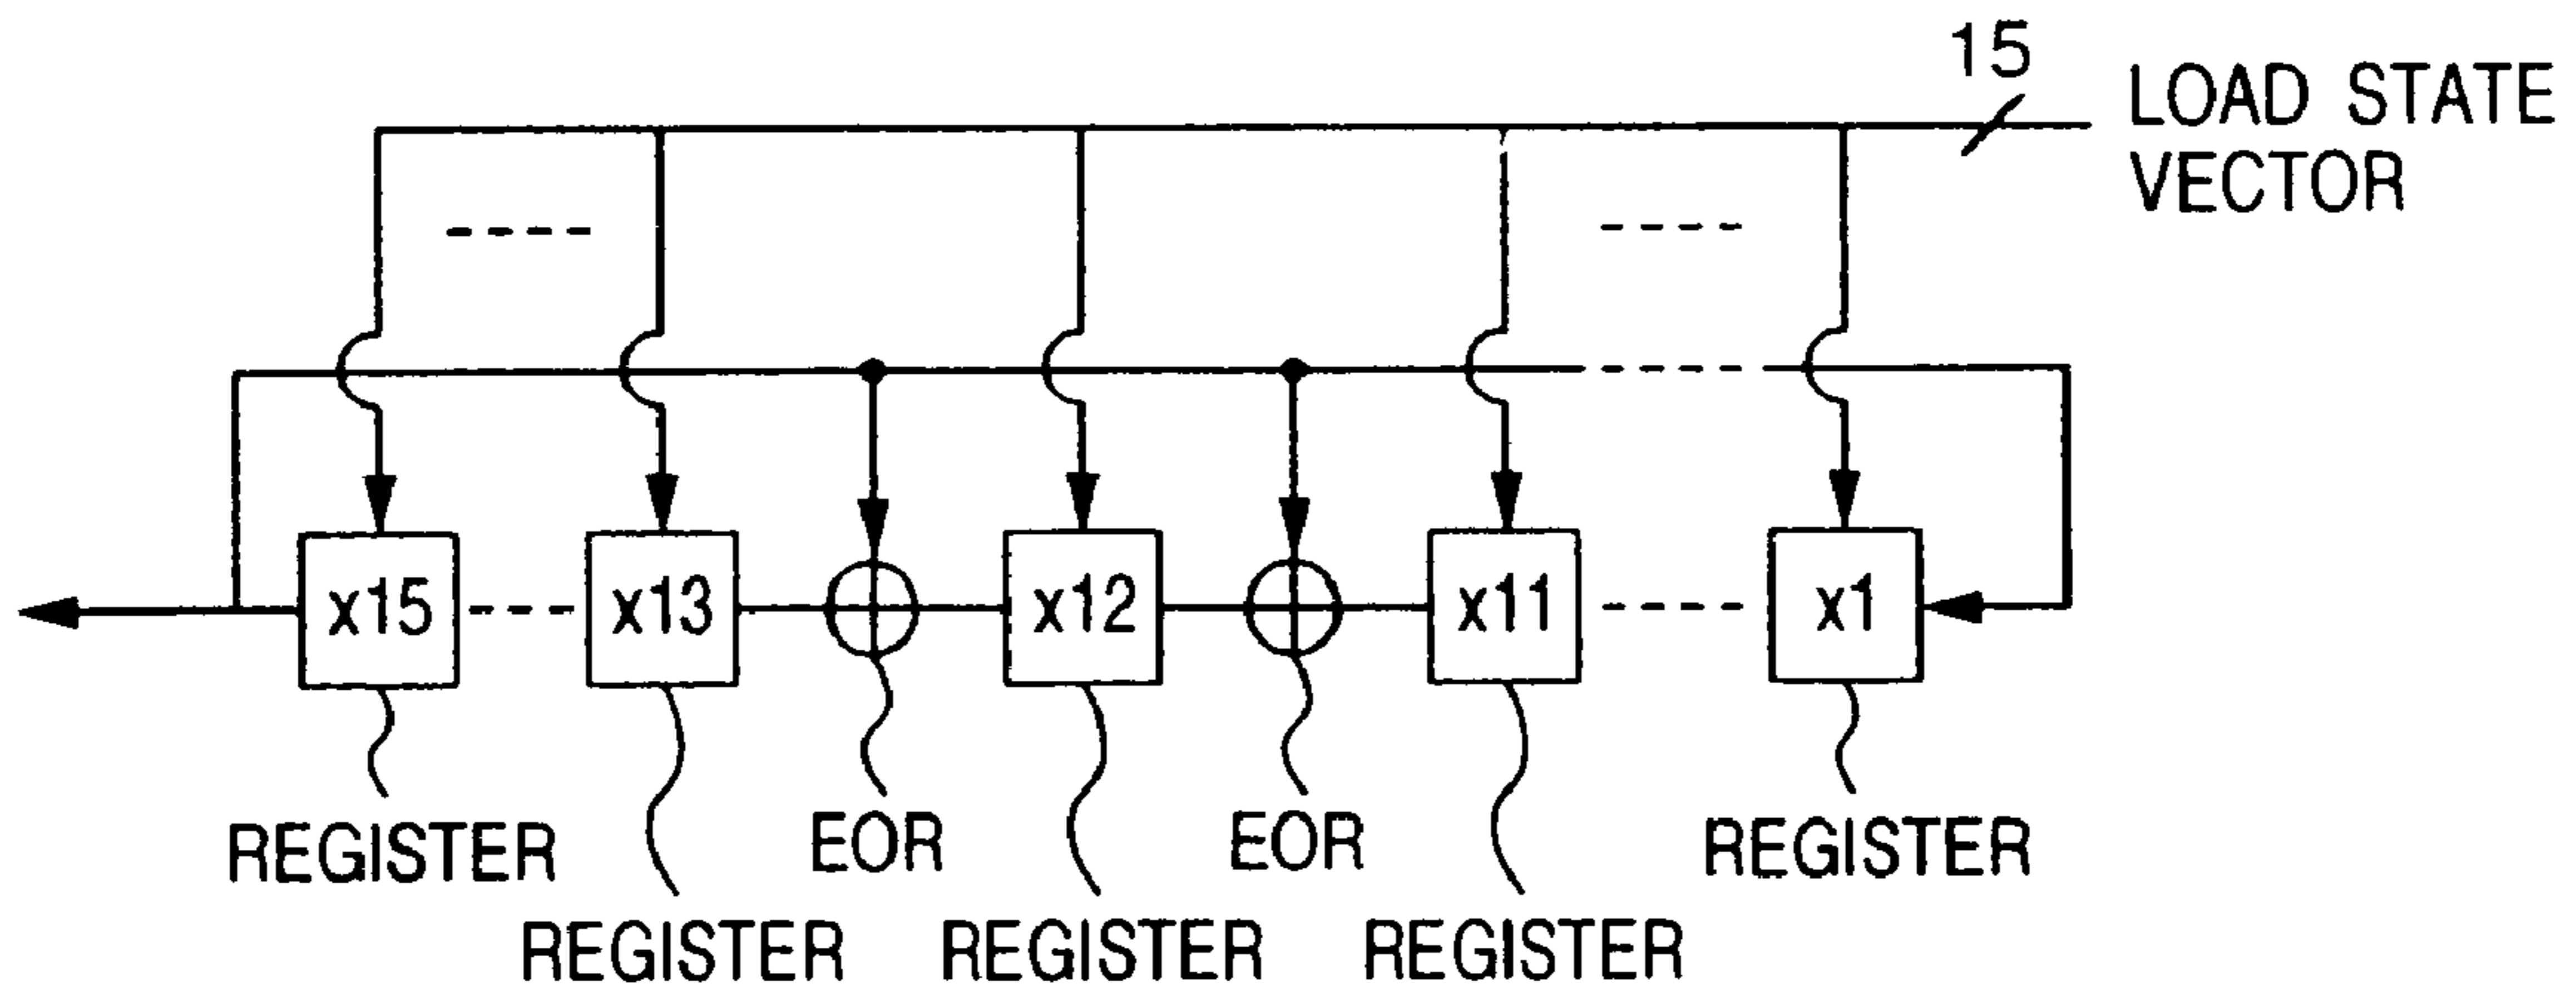 15
LOAD STATE
VECTOR
x15
x13
x12
x11
x1
REGISTER
EOR
EOR
REGISTER
REGISTER
REGISTER
REGISTER